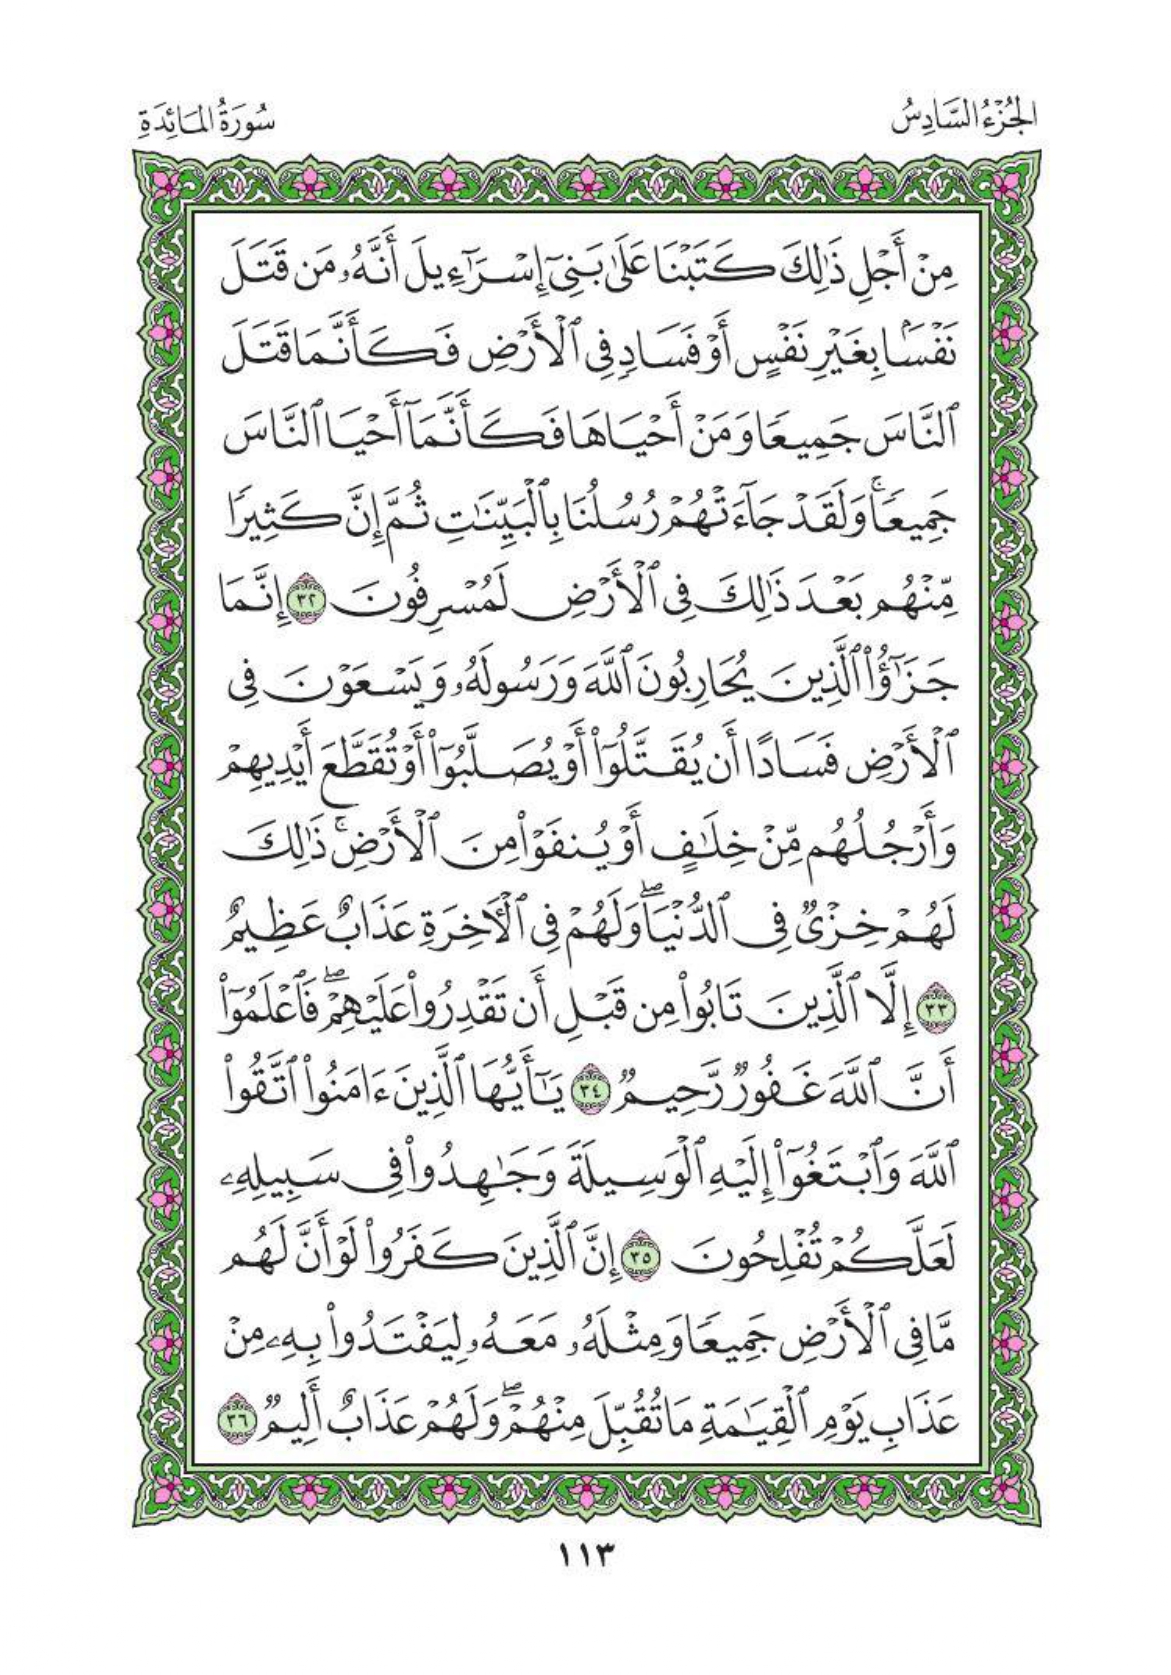 الجُزْءُ السَّادِسُ
سُورَةُ المَائِدَةِ
مِنْ أَجْلِ ذَٰلِكَ كَتَبْنَا عَلَىٰ بَنِيٓ إِسْرَٰٓءِيلَ أَنَّهُۥ مَن قَتَلَ
نَفْسَۢا بِغَيْرِ نَفْسٍ أَوْ فَسَادٖ فِي ٱلْأَرْضِ فَكَأَنَّمَا قَتَلَ
ٱلنَّاسَ جَمِيعٗا وَمَنْ أَحْيَاهَا فَكَأَنَّمَآ أَحْيَا ٱلنَّاسَ
جَمِيعٗاۚ وَلَقَدْ جَآءَتْهُمْ رُسُلُنَا بِٱلْبَيِّنَٰتِ ثُمَّ إِنَّ كَثِيرٗا
مِّنْهُم بَعْدَ ذَٰلِكَ فِي ٱلْأَرْضِ لَمُسْرِفُونَ ٣٢ إِنَّمَا
جَزَٰٓؤُاْ ٱلَّذِينَ يُحَارِبُونَ ٱللَّهَ وَرَسُولَهُۥ وَيَسْعَوْنَ فِي
ٱلْأَرْضِ فَسَادًا أَن يُقَتَّلُوٓاْ أَوْ يُصَلَّبُوٓاْ أَوْ تُقَطَّعَ أَيْدِيهِمْ
وَأَرْجُلُهُم مِّنْ خِلَٰفٍ أَوْ يُنفَوْاْ مِنَ ٱلْأَرْضِۚ ذَٰلِكَ
لَهُمْ خِزْيٞ فِي ٱلدُّنْيَاۖ وَلَهُمْ فِي ٱلْأٓخِرَةِ عَذَابٌ عَظِيمٌ
٣٣ إِلَّا ٱلَّذِينَ تَابُواْ مِن قَبْلِ أَن تَقْدِرُواْ عَلَيْهِمْۖ فَٱعْلَمُوٓاْ
أَنَّ ٱللَّهَ غَفُورٞ رَّحِيمٞ ٣٤ يَٰٓأَيُّهَا ٱلَّذِينَ ءَامَنُواْ ٱتَّقُواْ
ٱللَّهَ وَٱبْتَغُوٓاْ إِلَيْهِ ٱلْوَسِيلَةَ وَجَٰهِدُواْ فِي سَبِيلِهِۦ
لَعَلَّكُمْ تُفْلِحُونَ ٣٥ إِنَّ ٱلَّذِينَ كَفَرُواْ لَوْ أَنَّ لَهُم
مَّا فِي ٱلْأَرْضِ جَمِيعٗا وَمِثْلَهُۥ مَعَهُۥ لِيَفْتَدُواْ بِهِۦ مِنْ
عَذَابِ يَوْمِ ٱلْقِيَٰمَةِ مَا تُقُبِّلَ مِنْهُمْۖ وَلَهُمْ عَذَابٌ أَلِيمٞ ٣٦
١١٣